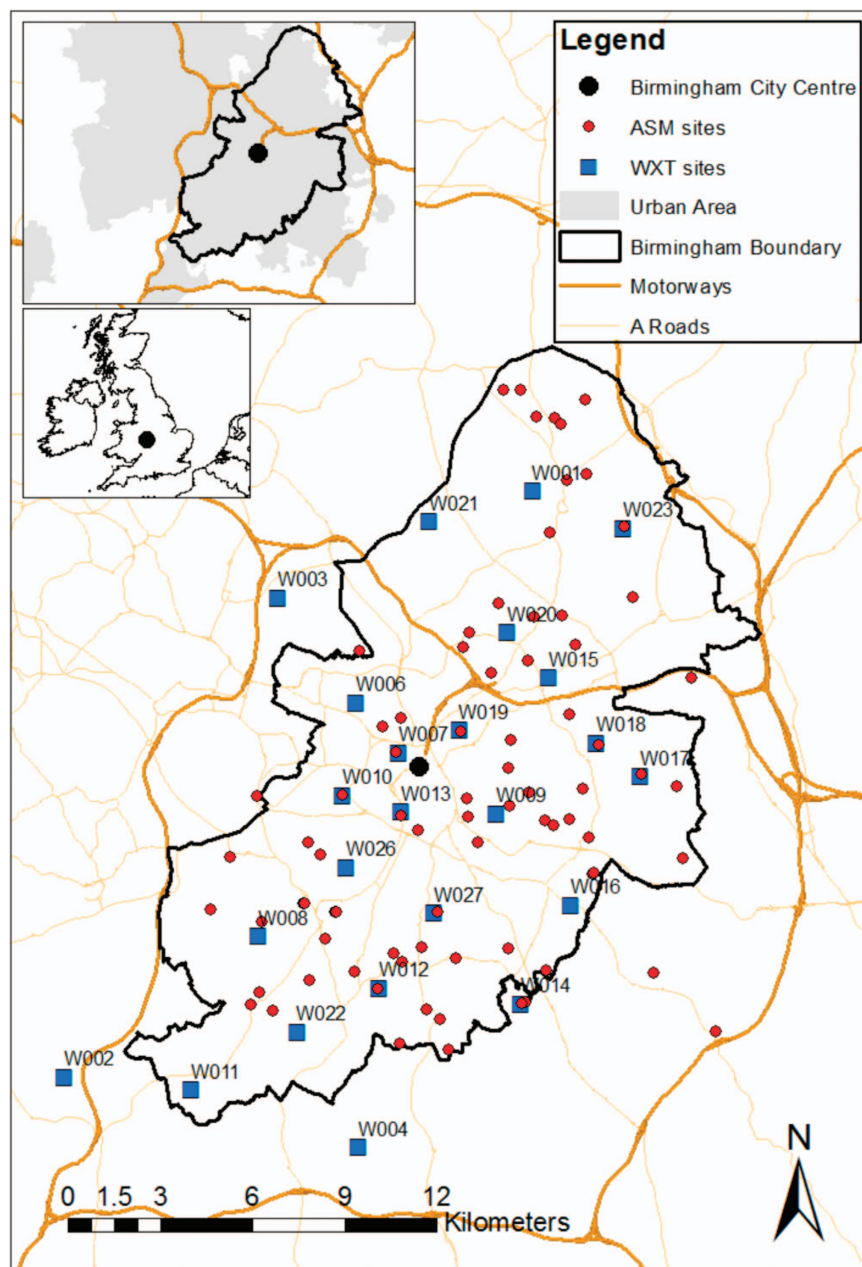 Legend
Birmingham City Centre
ASM sites
WXT sites
Urban Area
Birmingham Boundary
Motorways
A Roads
W001
W021
W023
W003
W020
W015
W006
W019
W007
W018
W017
W010
W013
W009
W026
W016
W027
W008
W012
W014
W022
W002
W011
W004
N
0 1.5 3 6 9 12
Kilometers